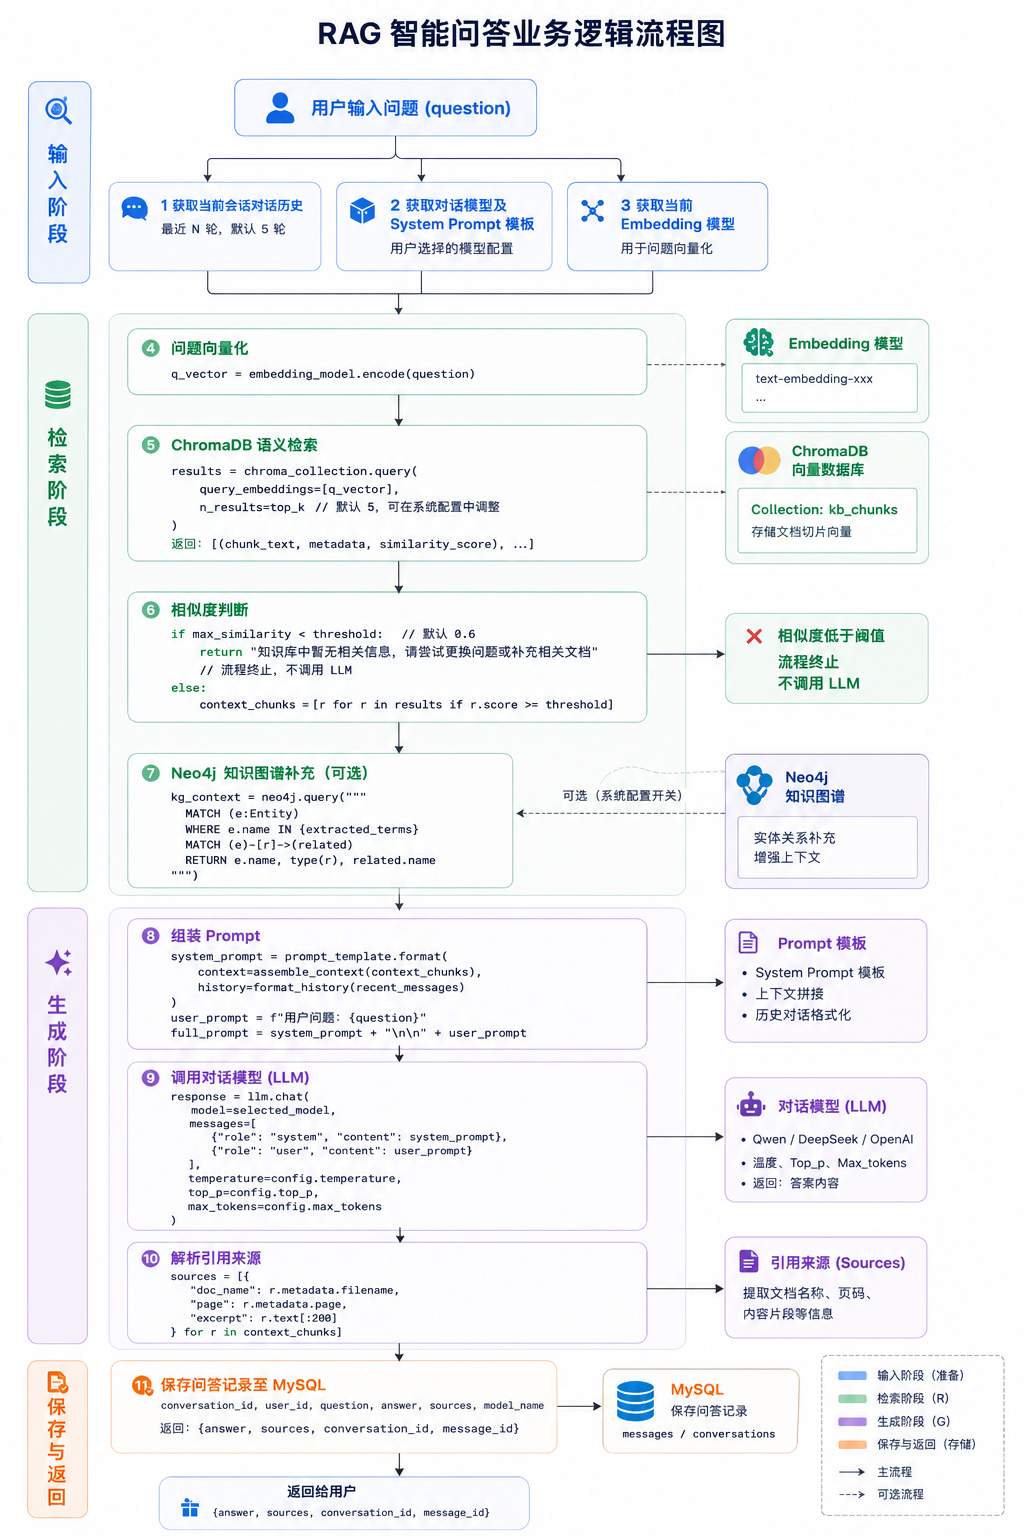 RAG 智能问答业务逻辑流程图
输入阶段
用户输入问题 (question)
1 获取当前会话对话历史
最近 N 轮，默认 5 轮
2 获取对话模型及
System Prompt 模板
用户选择的模型配置
3 获取当前
Embedding 模型
用于问题向量化
检索阶段
4 问题向量化
q_vector = embedding_model.encode(question)
Embedding 模型
text-embedding-xxx
...
5 ChromaDB 语义检索
results = chroma_collection.query(
query_embeddings=[q_vector],
n_results=top_k // 默认 5，可在系统配置中调整
)
返回：[(chunk_text, metadata, similarity_score), ...]
ChromaDB
向量数据库
Collection: kb_chunks
存储文档切片向量
6 相似度判断
if max_similarity < threshold: // 默认 0.6
return "知识库中暂无相关信息，请尝试更换问题或补充相关文档"
// 流程终止，不调用 LLM
else:
context_chunks = [r for r in results if r.score >= threshold]
相似度低于阈值
流程终止
不调用 LLM
7 Neo4j 知识图谱补充（可选）
kg_context = neo4j.query("""
MATCH (e:Entity)
WHERE e.name IN {extracted_terms}
MATCH (e)-[r]->(related)
RETURN e.name, type(r), related.name
""")
可选（系统配置开关）
Neo4j
知识图谱
实体关系补充
增强上下文
生成阶段
8 组装 Prompt
system_prompt = prompt_template.format(
context=assemble_context(context_chunks),
history=format_history(recent_messages)
)
user_prompt = f"用户问题：{question}"
full_prompt = system_prompt + "\n\n" + user_prompt
Prompt 模板
• System Prompt 模板
• 上下文拼接
• 历史对话格式化
9 调用对话模型 (LLM)
response = llm.chat(
model=selected_model,
messages=[
{"role": "system", "content": system_prompt},
{"role": "user", "content": user_prompt}
],
temperature=config.temperature,
top_p=config.top_p,
max_tokens=config.max_tokens
)
对话模型 (LLM)
• Qwen / DeepSeek / OpenAI
• 温度、Top_p、Max_tokens
• 返回：答案内容
10 解析引用来源
sources = [{
"doc_name": r.metadata.filename,
"page": r.metadata.page,
"excerpt": r.text[:200]
} for r in context_chunks]
引用来源 (Sources)
提取文档名称、页码、
内容片段等信息
保存与返回
11 保存问答记录至 MySQL
conversation_id, user_id, question, answer, sources, model_name
返回：{answer, sources, conversation_id, message_id}
MySQL
保存问答记录
messages / conversations
返回给用户
{answer, sources, conversation_id, message_id}
输入阶段（准备）
检索阶段（R）
生成阶段（G）
保存与返回（存储）
主流程
可选流程